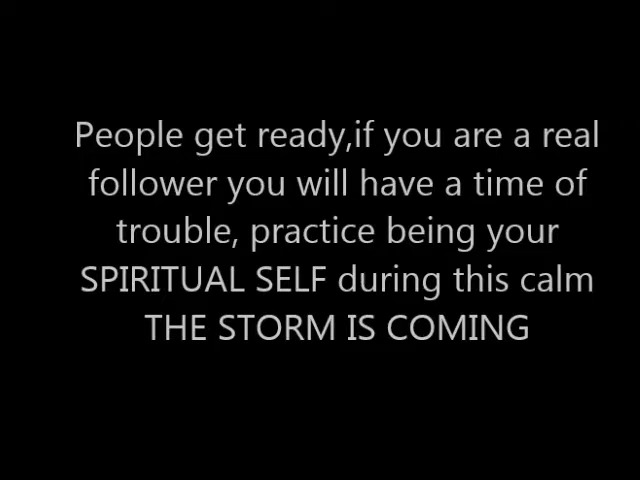 People get ready,if you are a real
follower you will have a time of
trouble, practice being your
SPIRITUAL SELF during this calm
THE STORM IS COMING